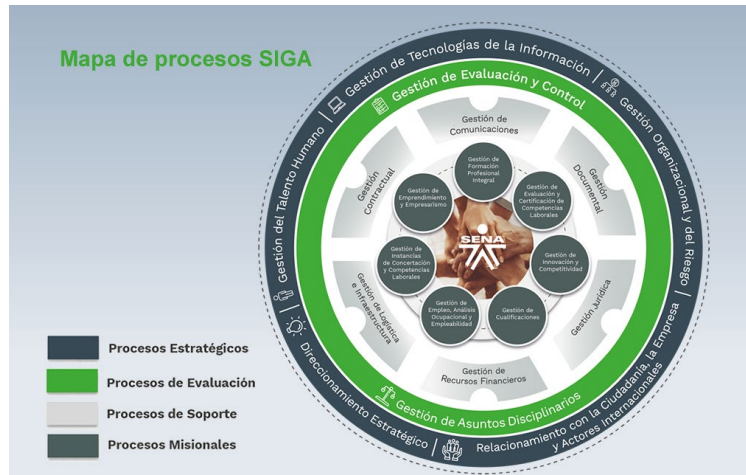 Mapa de procesos SIGA
Gestión de Tecnologías de la Información
Gestión Organizacional y del Riesgo
Relacionamiento con la Ciudadanía, la Empresa
y Actores Internacionales
Direccionamiento Estratégico
Gestión del Talento Humano
Gestión de Evaluación y Control
Gestión de Asuntos Disciplinarios
Gestión de
Comunicaciones
Gestión
Documental
Gestión Jurídica
Gestión de
Recursos Financieros
Gestión de Logística
e Infraestructura
Gestión
Contractual
Gestión de
Formación
Profesional
Integral
Gestión de
Evaluación y
Certificación de
Competencias
Laborales
Gestión de
Innovación y
Competitividad
Gestión de
Cualificaciones
Gestión de
Empleo, Análisis
Ocupacional y
Empleabilidad
Gestión de
Instancias
de Concertación
y Competencias
Laborales
Gestión de
Emprendimiento
y Empresarismo
SENA
Procesos Estratégicos
Procesos de Evaluación
Procesos de Soporte
Procesos Misionales